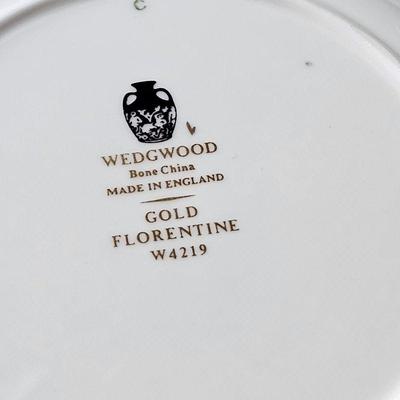 C
WEDGWOOD
Bone China
MADE IN ENGLAND
GOLD
FLORENTINE
W4219